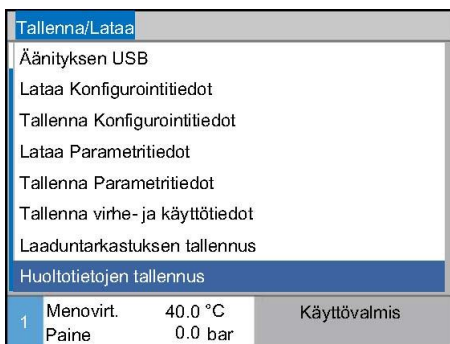 Tallenna/Lataa
Äänityksen USB
Lataa Konfigurointitiedot
Tallenna Konfigurointitiedot
Lataa Parametritiedot
Tallenna Parametritiedot
Tallenna virhe- ja käyttötiedot
Laaduntarkastuksen tallennus
Huoltotietojen tallennus
1 Menovirt. 40.0 °C Käyttövalmis
Paine 0.0 bar